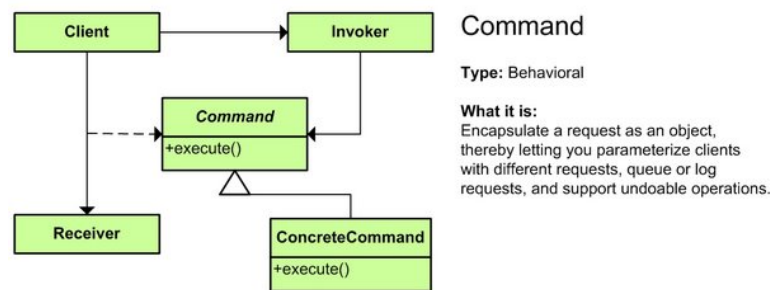 Client
Invoker
Command
Type: Behavioral
Command
+execute()
What it is:
Encapsulate a request as an object,
thereby letting you parameterize clients
with different requests, queue or log
requests, and support undoable operations.
Receiver
ConcreteCommand
+execute()